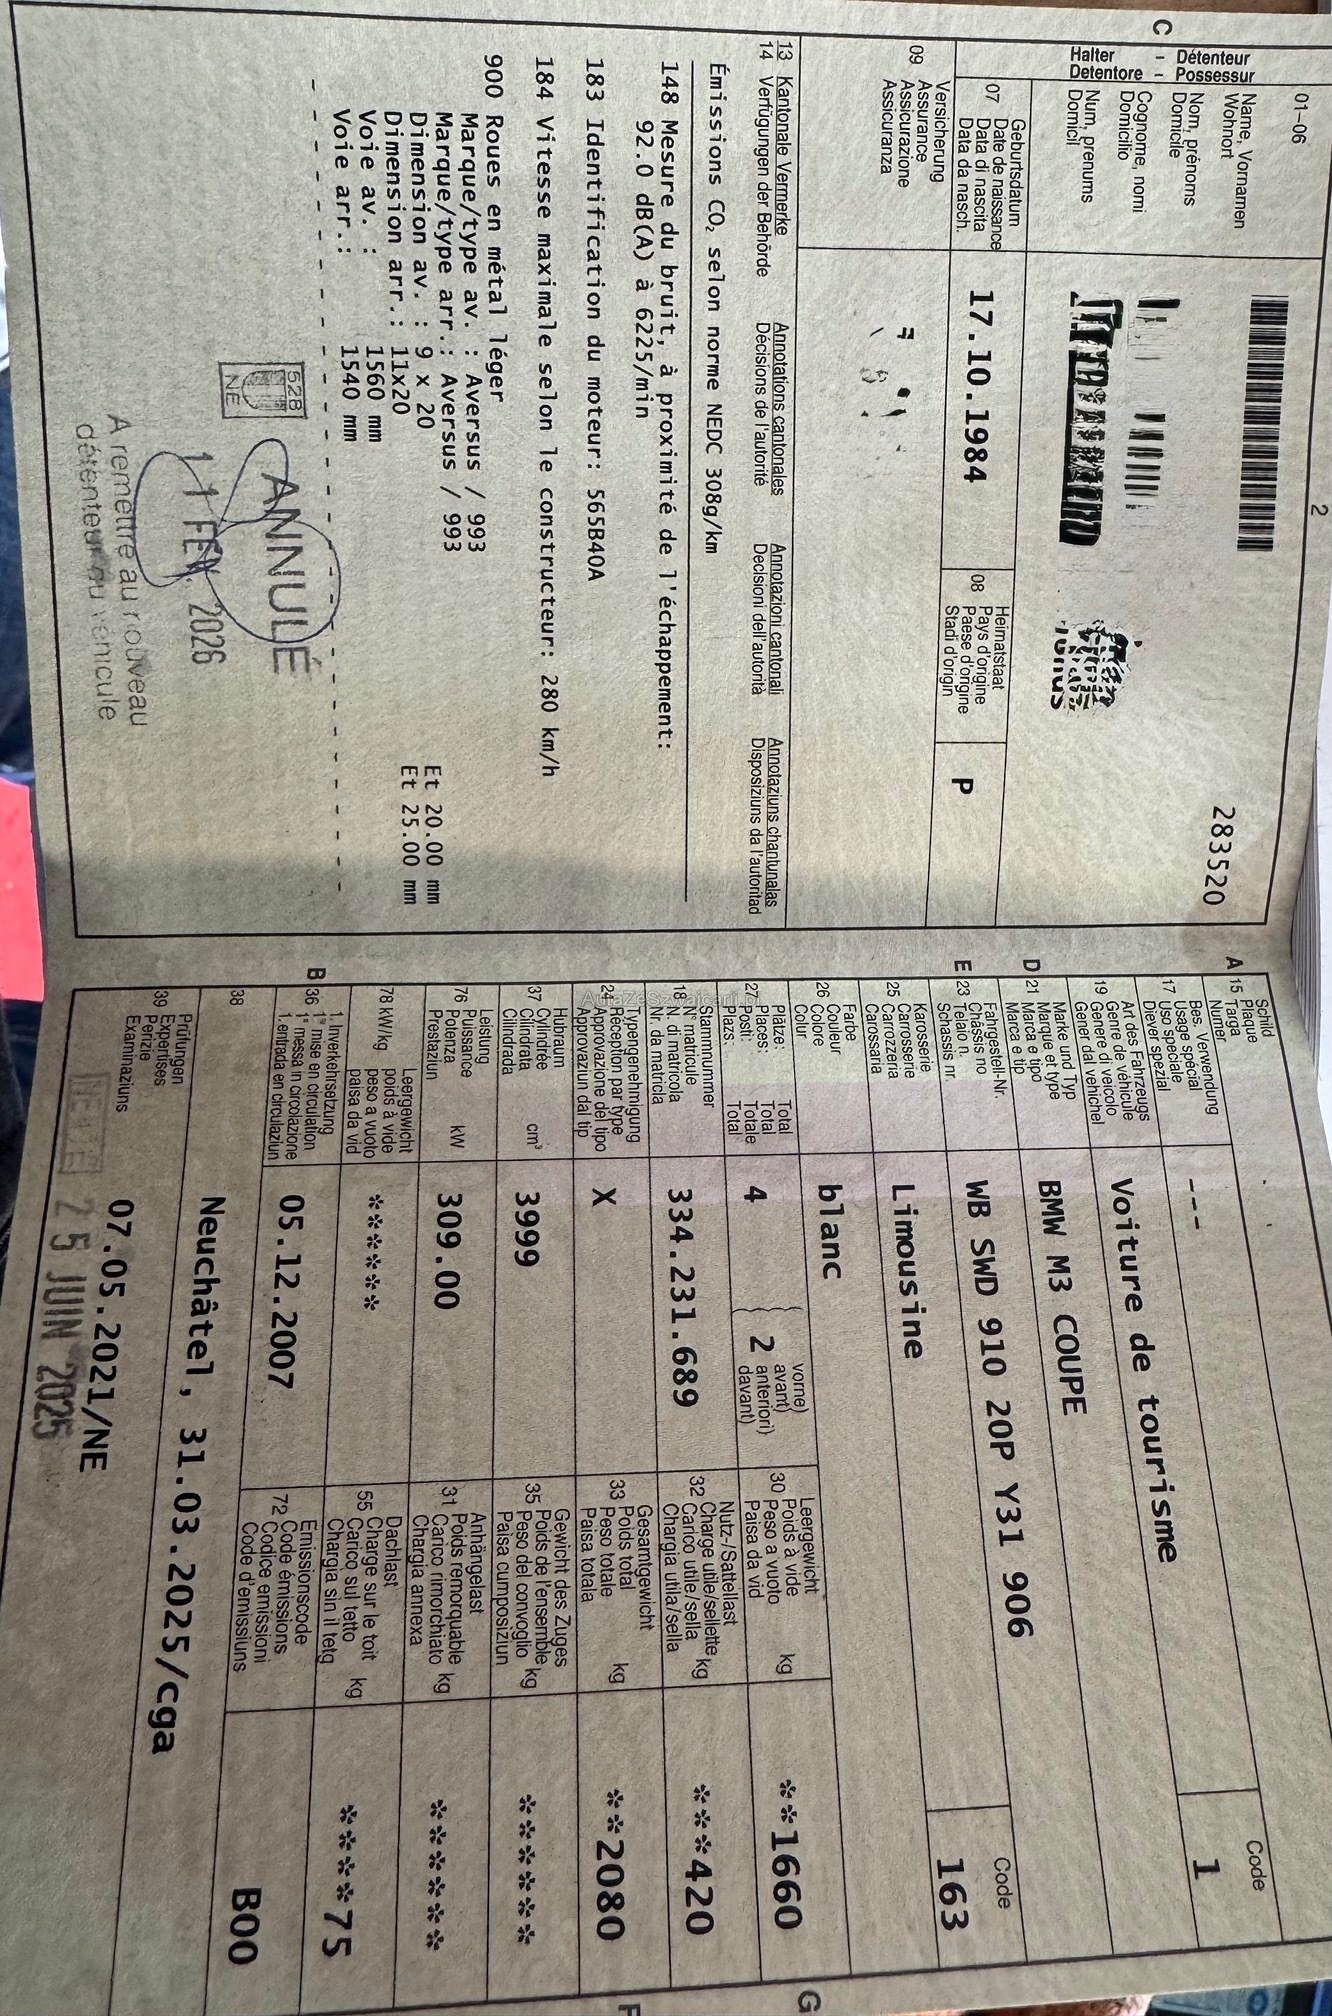 2
01-06
283520
C - Détenteur - Possessur
Halter
Detentore
Name, Vornamen
Wohnort
Nom, prénoms
Domicile
Cognome, nomi
Domicilio
Num, prenums
Domicil
07
Geburtsdatum
Date de naissance
Data di nascita
Data da nasch.
17.10.1984
08
Heimatstaat
Pays d'origine
Paese d'origine
Stadi d'origin
P
09
Versicherung
Assurance
Assicurazione
Assicuranza
13 Kantonale Vermerke Annotations cantonales Annotazioni cantonali Annotaziuns chantunalas
14 Verfügungen der Behörde Décisions de l'autorité Decisioni dell'autorità Disposiziuns da l'autoritad
Émissions CO₂ selon norme NEDC 308g/km
148 Mesure du bruit, à proximité de l'échappement:
92.0 dB(A) à 6225/min
183 Identification du moteur: 565B40A
184 Vitesse maximale selon le constructeur: 280 km/h
900 Roues en métal léger
Marque/type av. : Aversus / 993
Marque/type arr.: Aversus / 993
Dimension av. : 9 x 20 Et 20.00 mm
Dimension arr.: 11x20 Et 25.00 mm
Voie av. : 1560 mm
Voie arr.: 1540 mm
528
NE
ANNULÉ
11 FEV. 2026
A remettre au nouveau
détenteur du véhicule
A 15
Schild
Plaque
Targa
Numer
Code
17
Bes. Verwendung
Usage spécial
Uso speciale
Diever spezial
---
1
19
Art des Fahrzeugs
Genre de véhicule
Genere di veicolo
Gener dal vehichel
Voiture de tourisme
D 21
Marke und Typ
Marque et type
Marca e tipo
Marca e tip
BMW M3 COUPE
E 23
Fahrgestell-Nr.
Châssis no
Telaio n.
Schassis nr.
WB SWD 910 20P Y31 906
Code
163
25
Karosserie
Carrosserie
Carrozzeria
Carossaria
Limousine
26
Farbe
Couleur
Colore
Colur
blanc
27
Plätze: Total
Places: Total
Posti: Totale
Plazs: Total
4
vorne)
avant)
anteriori)
davant)
2
G
30
Leergewicht
Poids à vide
Peso a vuoto
Paisa da vid
kg
**1660
18
Stammnummer
N° matricule
N. di matricola
Nr. da matricla
334.231.689
32
Nutz-/Sattellast
Charge utile/sellette
Carico utile/sella
Chargia utila/sella
kg
***420
24
Typengenehmigung
Réception par type
Approvazione del tipo
Approvaziun dal tip
X
33
Gesamtgewicht
Poids total
Peso totale
Paisa totala
kg
**2080
F
37
Hubraum
Cylindrée
Cilindrata
Cilindrada
cm³
3999
35
Gewicht des Zuges
Poids de l'ensemble
Peso del convoglio
Paisa cumposiziun
kg
******
76
Leistung
Puissance
Potenza
Prestaziun
kW
309.00
31
Anhängelast
Poids remorquable
Carico rimorchiato
Chargia annexa
kg
******
78 kW/kg
Leergewicht
poids à vide
peso a vuoto
paisa da vid
*****
55
Dachlast
Charge sur le toit
Carico sul tetto
Chargia sin il tetg
kg
****75
B 36
1. Inverkehrsetzung
1re mise en circulation
1a messa in circolazione
1. entrada en circulaziun
05.12.2007
72
Emissionscode
Code émissions
Codice emissioni
Code d'emissiuns
B00
38
Neuchâtel, 31.03.2025/cga
39
Prüfungen
Expertises
Perizie
Examinaziuns
07.05.2021/NE
25 JUIN 2025
AutaZeSzwajcarii.pl